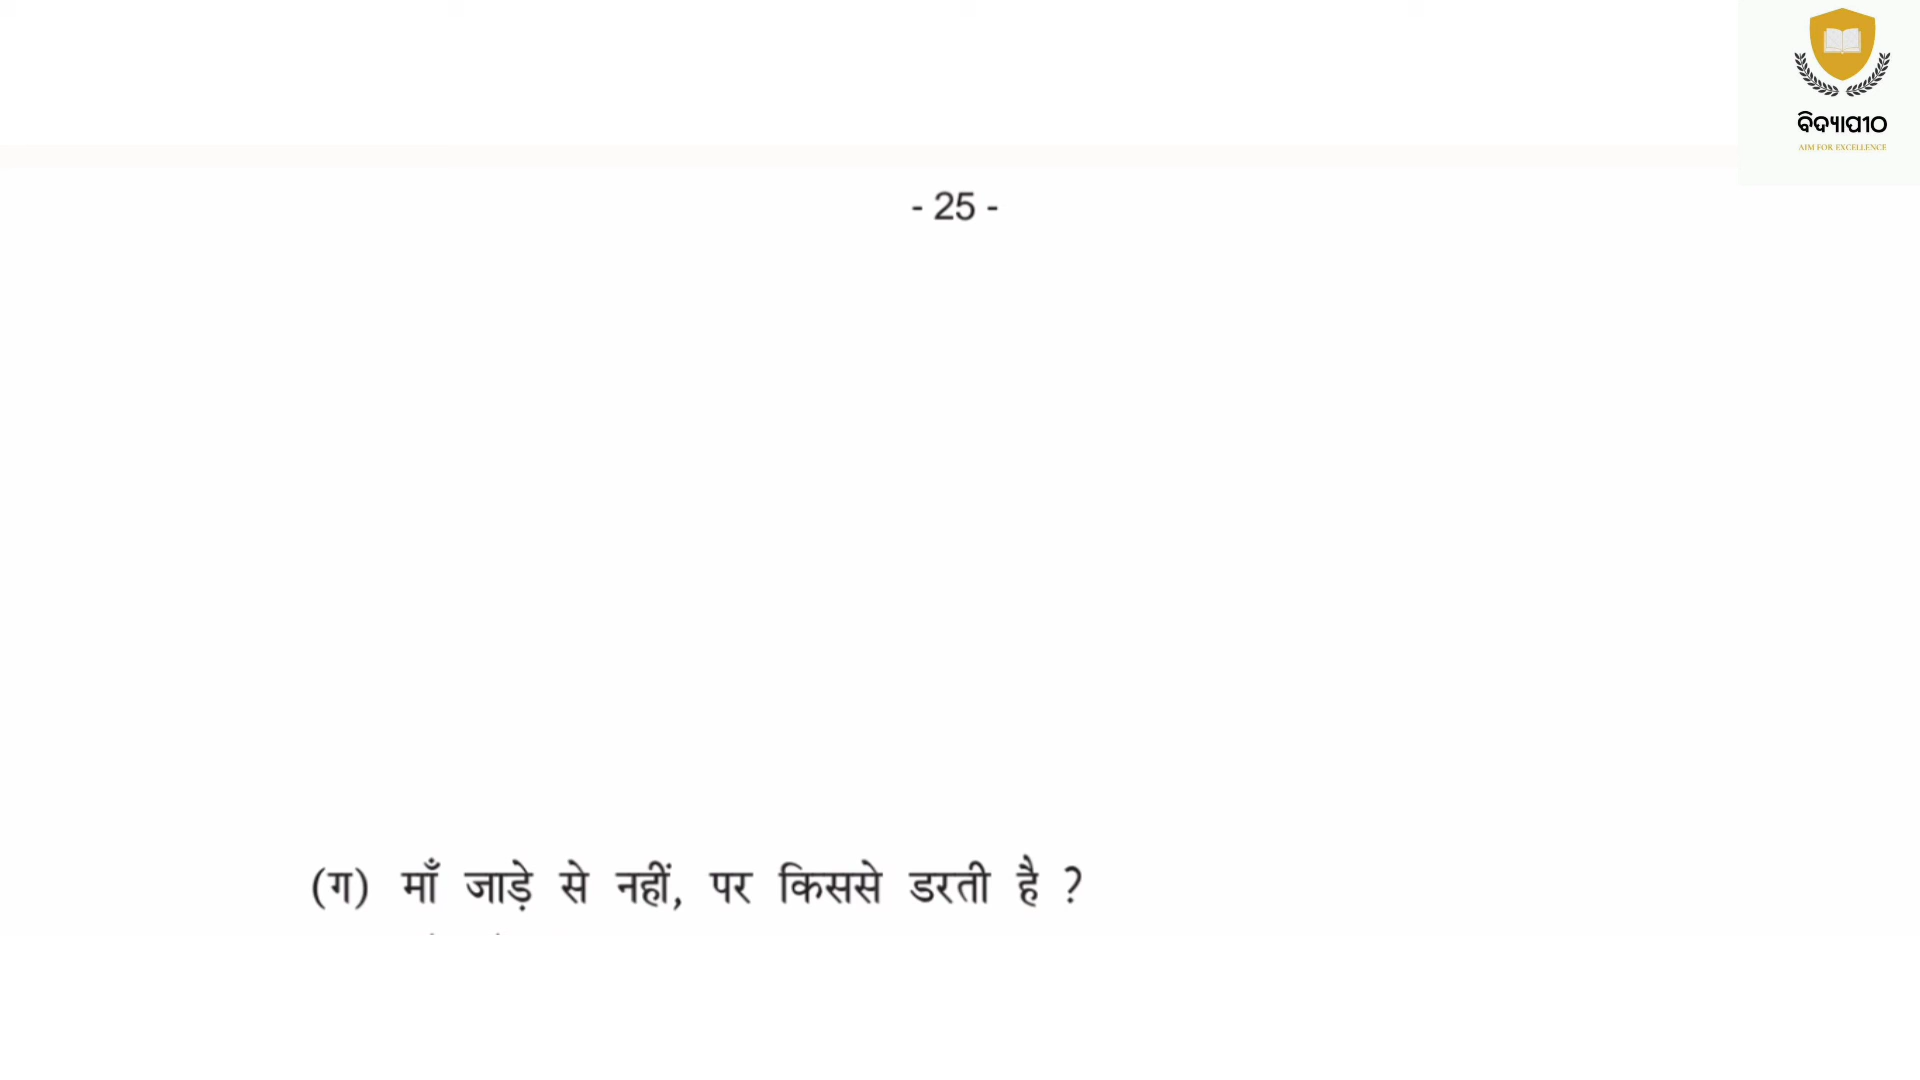 ବିଦ୍ୟାପୀଠ
AIM FOR EXCELLENCE
- 25 -
(ग) माँ जाड़े से नहीं, पर किससे डरती है ?